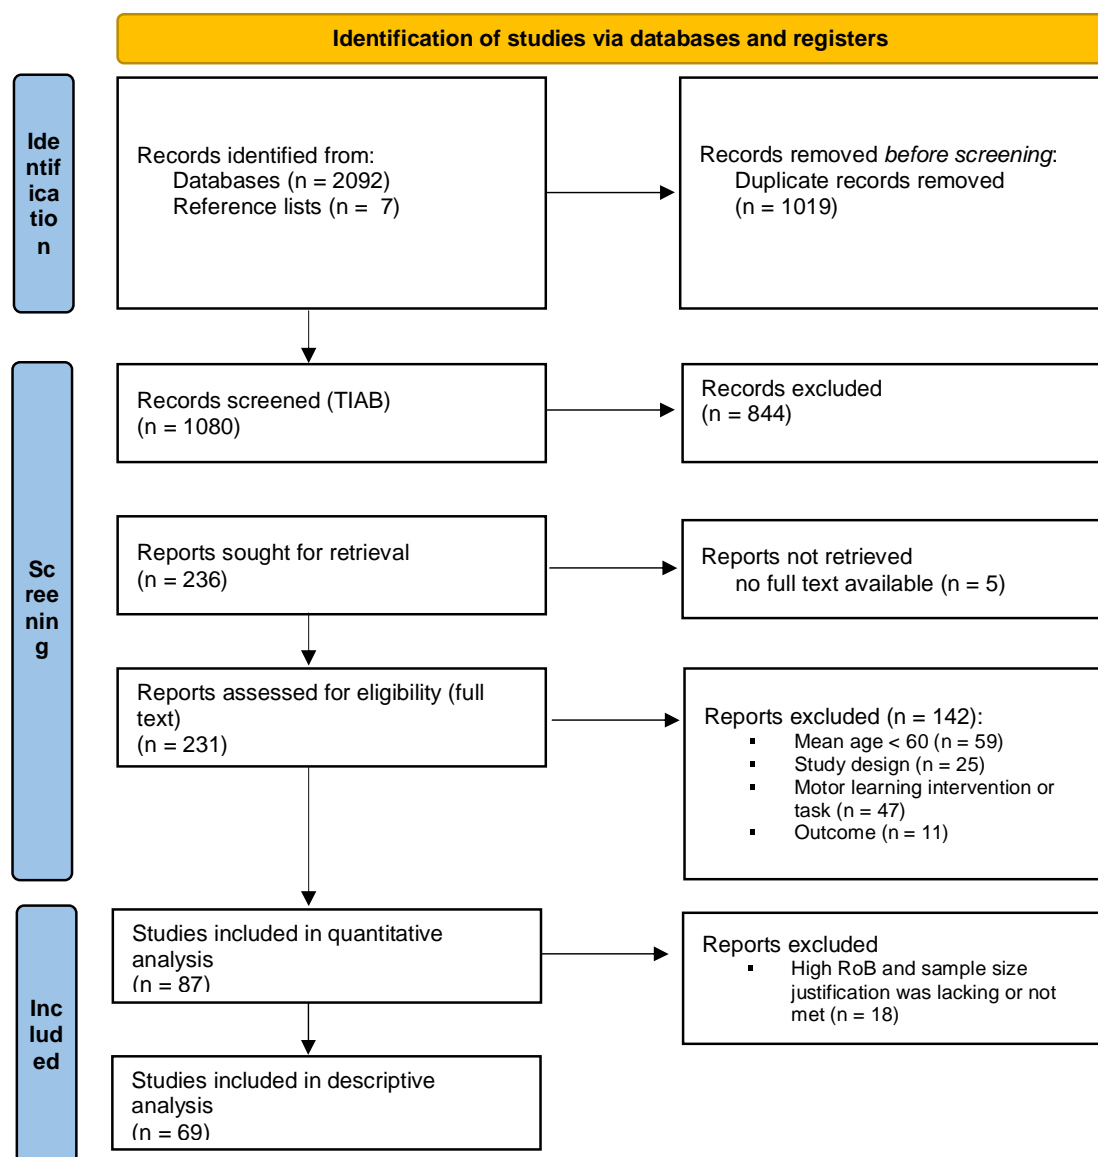 Identification of studies via databases and registers
Ide
ntif
ica
tio
n
Records identified from:
Databases (n = 2092)
Reference lists (n =  7)
Records removed before screening:
Duplicate records removed
(n = 1019)
Sc
ree
nin
g
Records screened (TIAB)
(n = 1080)
Records excluded
(n = 844)
Reports sought for retrieval
(n = 236)
Reports not retrieved
no full text available (n = 5)
Reports assessed for eligibility (full
text)
(n = 231)
Reports excluded (n = 142):
▪ Mean age < 60 (n = 59)
▪ Study design (n = 25)
▪ Motor learning intervention or
task (n = 47)
▪ Outcome (n = 11)
Inc
lud
ed
Studies included in quantitative
analysis
(n = 87)
Reports excluded
▪ High RoB and sample size
justification was lacking or not
met (n = 18)
Studies included in descriptive
analysis
(n = 69)